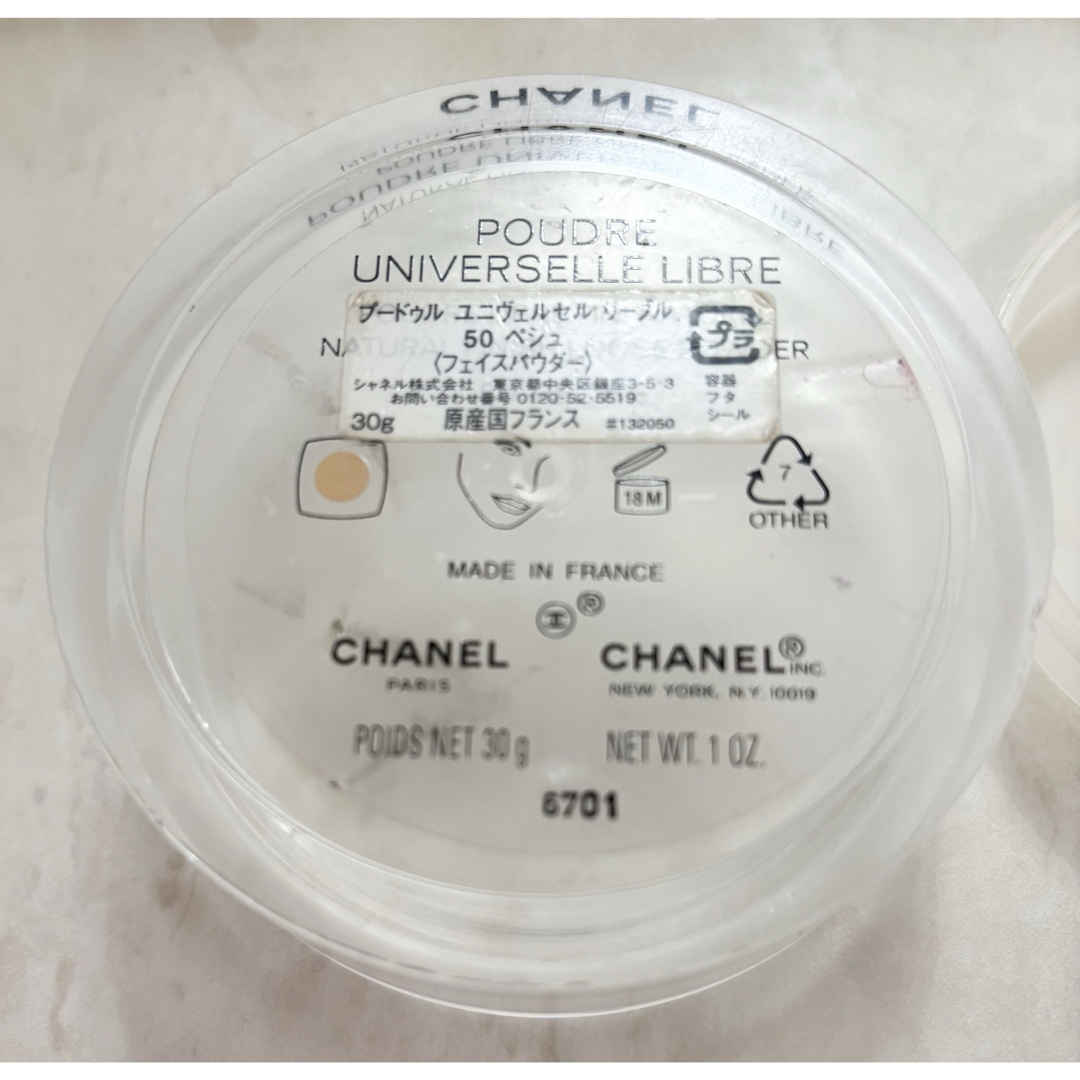 CHANEL
POUDRE
UNIVERSELLE LIBRE
プードゥル ユニヴェルセル リーブル
50 ペシュ
〈フェイスパウダー〉
プラ
シャネル株式会社 東京都中央区銀座3-5-3
お問い合わせ番号 0120-52-5519
30g 原産国フランス #132050
容器
フタ
シール
18 M
7
OTHER
MADE IN FRANCE
®
CHANEL
PARIS
CHANEL® INC.
NEW YORK, N.Y. 10019
POIDS NET 30 g
NET WT. 1 OZ.
6701